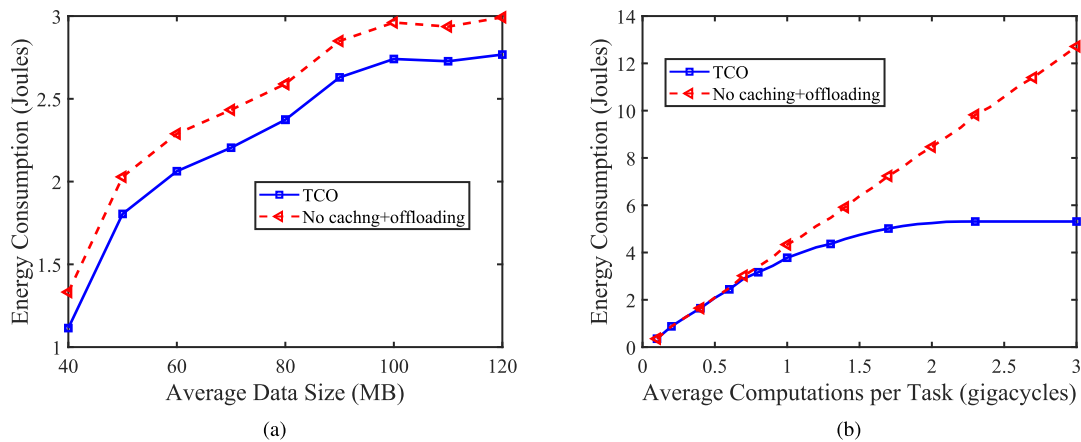 3
2.5
2
1.5
1
40
60
80
100
120
Energy Consumption (Joules)
Average Data Size (MB)
TCO
No cachng+offloading
(a)
14
12
10
8
6
4
2
0
0
0.5
1
1.5
2
2.5
3
Energy Consumption (Joules)
Average Computations per Task (gigacycles)
TCO
No caching+offloading
(b)